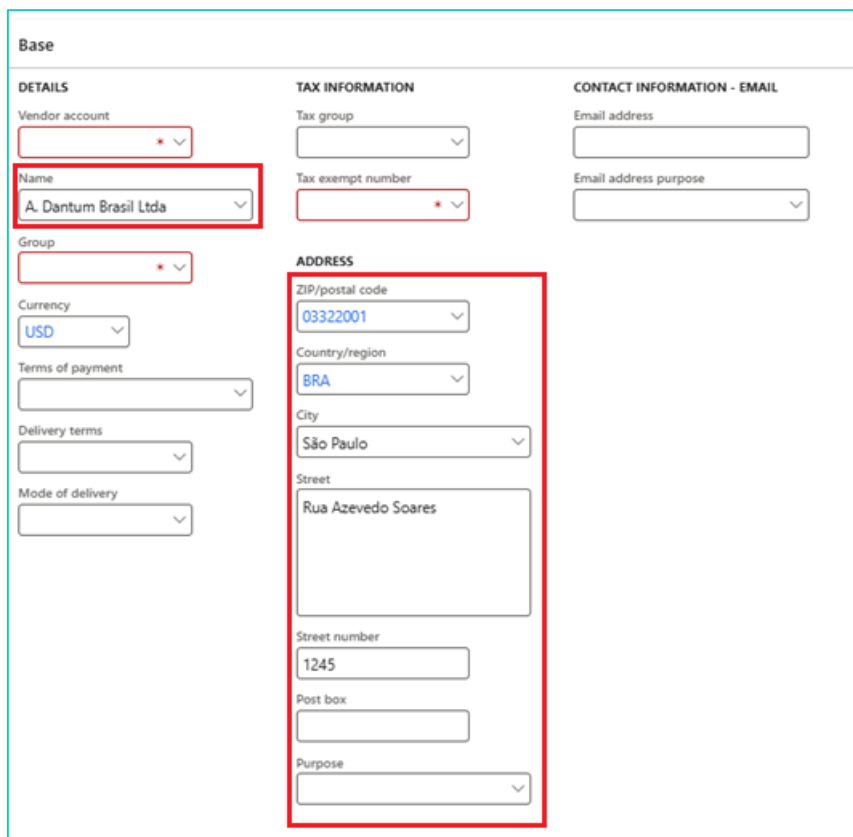 Base
DETAILS
Vendor account
*
Name
A. Dantum Brasil Ltda
Group
*
Currency
USD
Terms of payment
Delivery terms
Mode of delivery
TAX INFORMATION
Tax group
Tax exempt number
*
ADDRESS
ZIP/postal code
03322001
Country/region
BRA
City
São Paulo
Street
Rua Azevedo Soares
Street number
1245
Post box
Purpose
CONTACT INFORMATION - EMAIL
Email address
Email address purpose